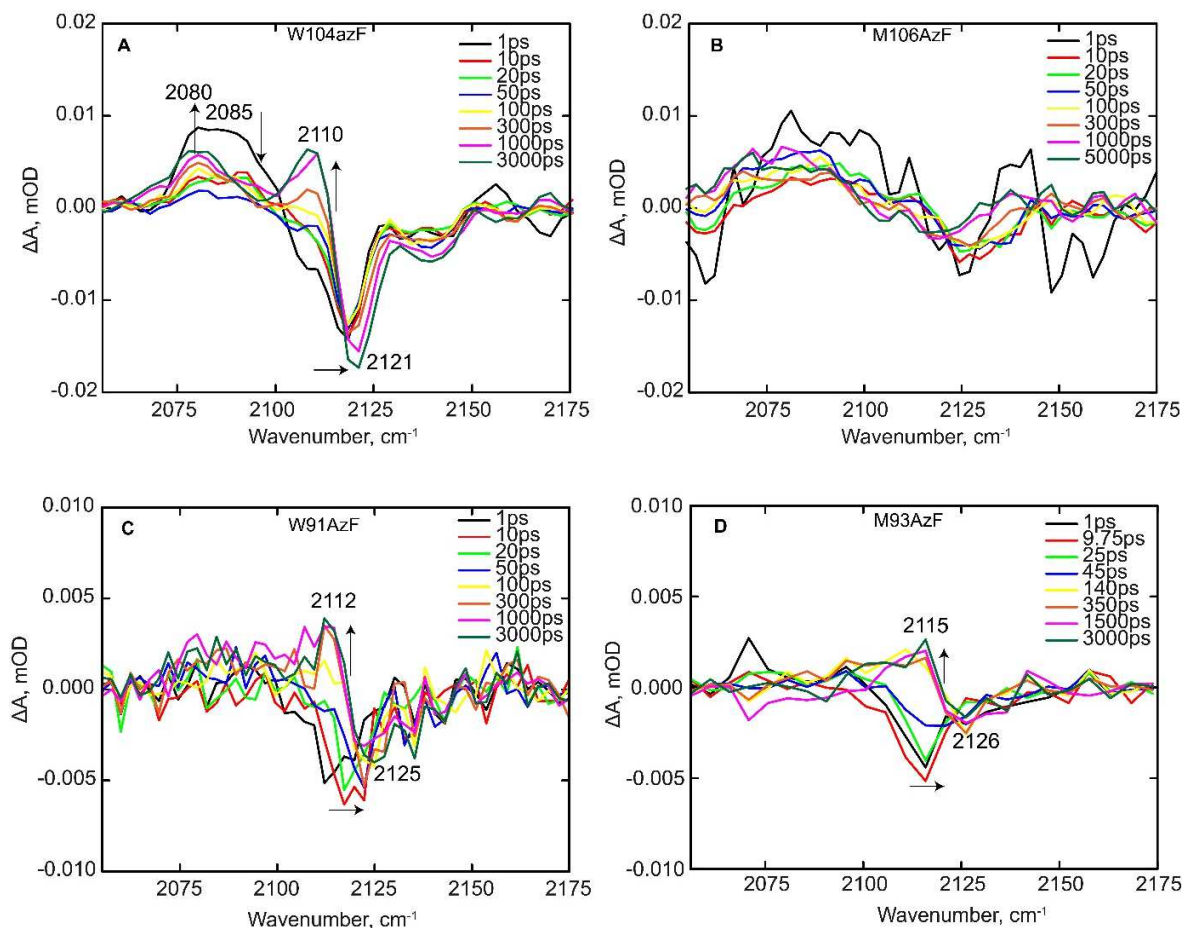 A
W104azF
1ps
10ps
20ps
50ps
100ps
300ps
1000ps
3000ps
2080
2085
2110
2121
0.02
0.01
0.00
-0.01
-0.02
ΔA, mOD
2075
2100
2125
2150
2175
Wavenumber, cm⁻¹
B
M106AzF
1ps
10ps
20ps
50ps
100ps
300ps
1000ps
5000ps
0.02
0.01
0.00
-0.01
-0.02
ΔA, mOD
2075
2100
2125
2150
2175
Wavenumber, cm⁻¹
C
W91AzF
1ps
10ps
20ps
50ps
100ps
300ps
1000ps
3000ps
2112
2125
0.010
0.005
0.000
-0.005
-0.010
ΔA, mOD
2075
2100
2125
2150
2175
Wavenumber, cm⁻¹
D
M93AzF
1ps
9.75ps
25ps
45ps
140ps
350ps
1500ps
3000ps
2115
2126
0.010
0.005
0.000
-0.005
-0.010
ΔA, mOD
2075
2100
2125
2150
2175
Wavenumber, cm⁻¹